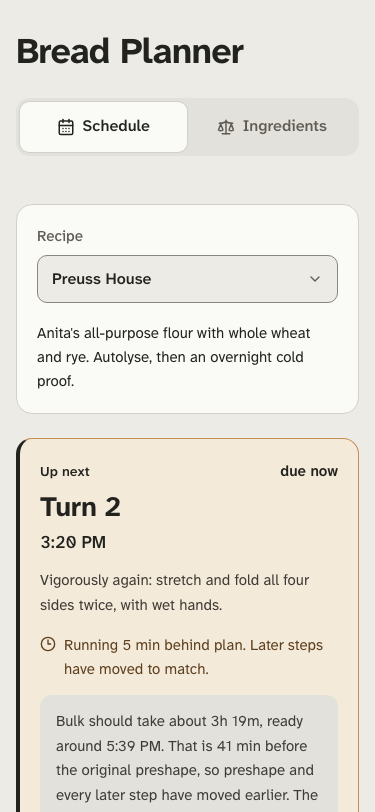 Bread Planner
Schedule
Ingredients
Recipe
Preuss House
Anita's all-purpose flour with whole wheat
and rye. Autolyse, then an overnight cold
proof.
Up next
due now
Turn 2
3:20 PM
Vigorously again: stretch and fold all four
sides twice, with wet hands.
Running 5 min behind plan. Later steps
have moved to match.
Bulk should take about 3h 19m, ready
around 5:39 PM. That is 41 min before
the original preshape, so preshape and
every later step have moved earlier. The